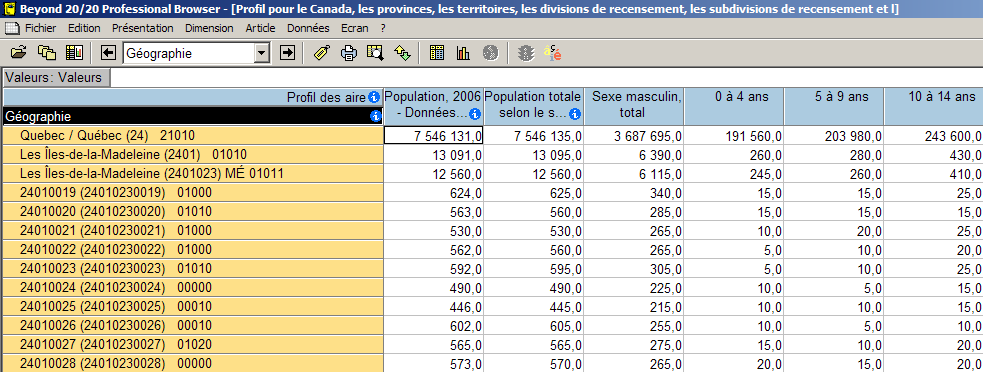 Beyond 20/20 Professional Browser - [Profil pour le Canada, les provinces, les territoires, les divisions de recensement, les subdivisions de recensement et l]
Fichier Edition Présentation Dimension Article Données Ecran ?
Géographie
Valeurs: Valeurs
Profil des aire Population, 2006 - Données... Population totale selon le s... Sexe masculin, total 0 à 4 ans 5 à 9 ans 10 à 14 ans
Géographie
Quebec / Québec (24) 21010 7 546 131,0 7 546 135,0 3 687 695,0 191 560,0 203 980,0 243 600,0
Les Îles-de-la-Madeleine (2401) 01010 13 091,0 13 095,0 6 390,0 260,0 280,0 430,0
Les Îles-de-la-Madeleine (2401023) MÉ 01011 12 560,0 12 560,0 6 115,0 245,0 260,0 410,0
24010019 (24010230019) 01000 624,0 625,0 340,0 15,0 15,0 25,0
24010020 (24010230020) 01010 563,0 560,0 285,0 15,0 15,0 15,0
24010021 (24010230021) 01000 530,0 530,0 265,0 10,0 20,0 25,0
24010022 (24010230022) 01000 562,0 560,0 265,0 5,0 10,0 20,0
24010023 (24010230023) 01010 592,0 595,0 305,0 5,0 10,0 25,0
24010024 (24010230024) 00000 490,0 490,0 225,0 10,0 5,0 15,0
24010025 (24010230025) 00010 446,0 445,0 215,0 10,0 10,0 15,0
24010026 (24010230026) 00010 602,0 605,0 255,0 10,0 5,0 10,0
24010027 (24010230027) 01020 565,0 565,0 275,0 15,0 10,0 20,0
24010028 (24010230028) 00000 573,0 570,0 265,0 20,0 15,0 20,0